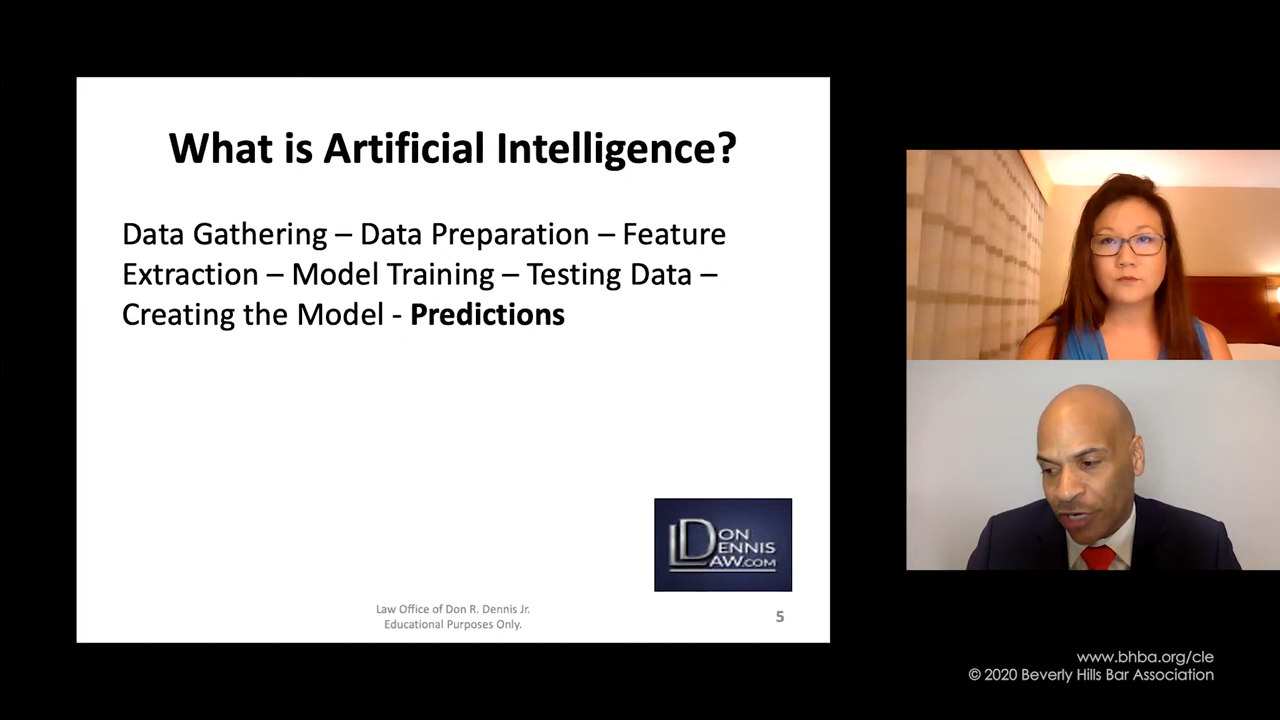 What is Artificial Intelligence?
Data Gathering – Data Preparation – Feature
Extraction – Model Training – Testing Data –
Creating the Model - Predictions
DON
DENNIS
LAW.COM
Law Office of Don R. Dennis Jr.
Educational Purposes Only.
5
www.bhba.org/cle
© 2020 Beverly Hills Bar Association